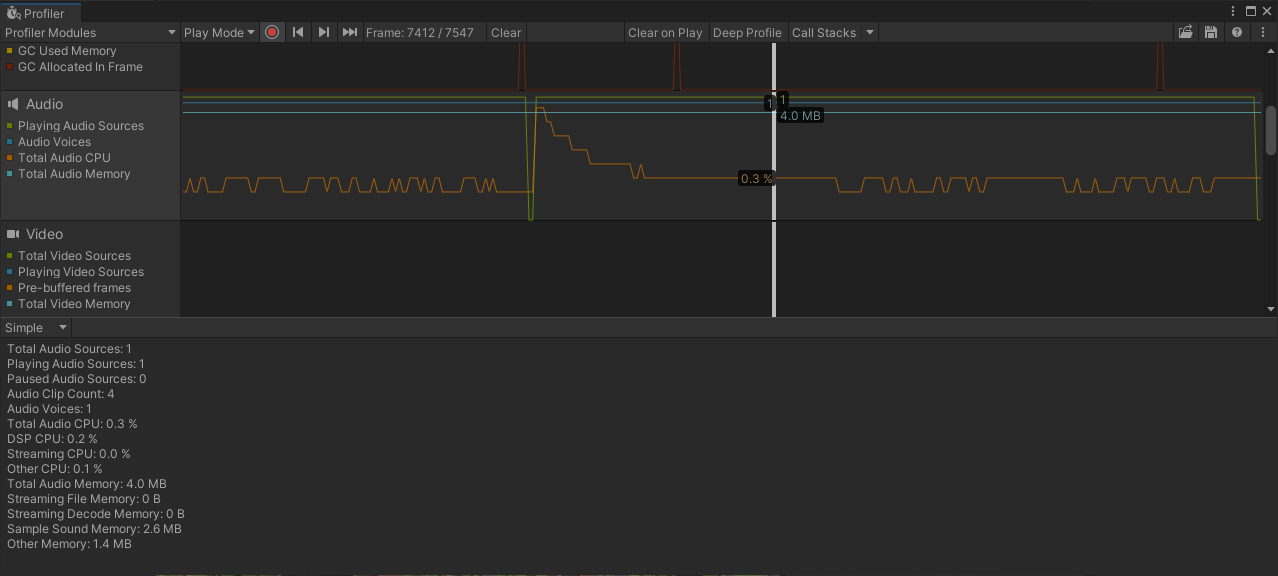 Profiler
Profiler Modules Play Mode Frame: 7412 / 7547 Clear Clear on Play Deep Profile Call Stacks
GC Used Memory
GC Allocated In Frame
Audio
1 1
4.0 MB
Playing Audio Sources
Audio Voices
Total Audio CPU
Total Audio Memory
0.3 %
Video
Total Video Sources
Playing Video Sources
Pre-buffered frames
Total Video Memory
Simple
Total Audio Sources: 1
Playing Audio Sources: 1
Paused Audio Sources: 0
Audio Clip Count: 4
Audio Voices: 1
Total Audio CPU: 0.3 %
DSP CPU: 0.2 %
Streaming CPU: 0.0 %
Other CPU: 0.1 %
Total Audio Memory: 4.0 MB
Streaming File Memory: 0 B
Streaming Decode Memory: 0 B
Sample Sound Memory: 2.6 MB
Other Memory: 1.4 MB